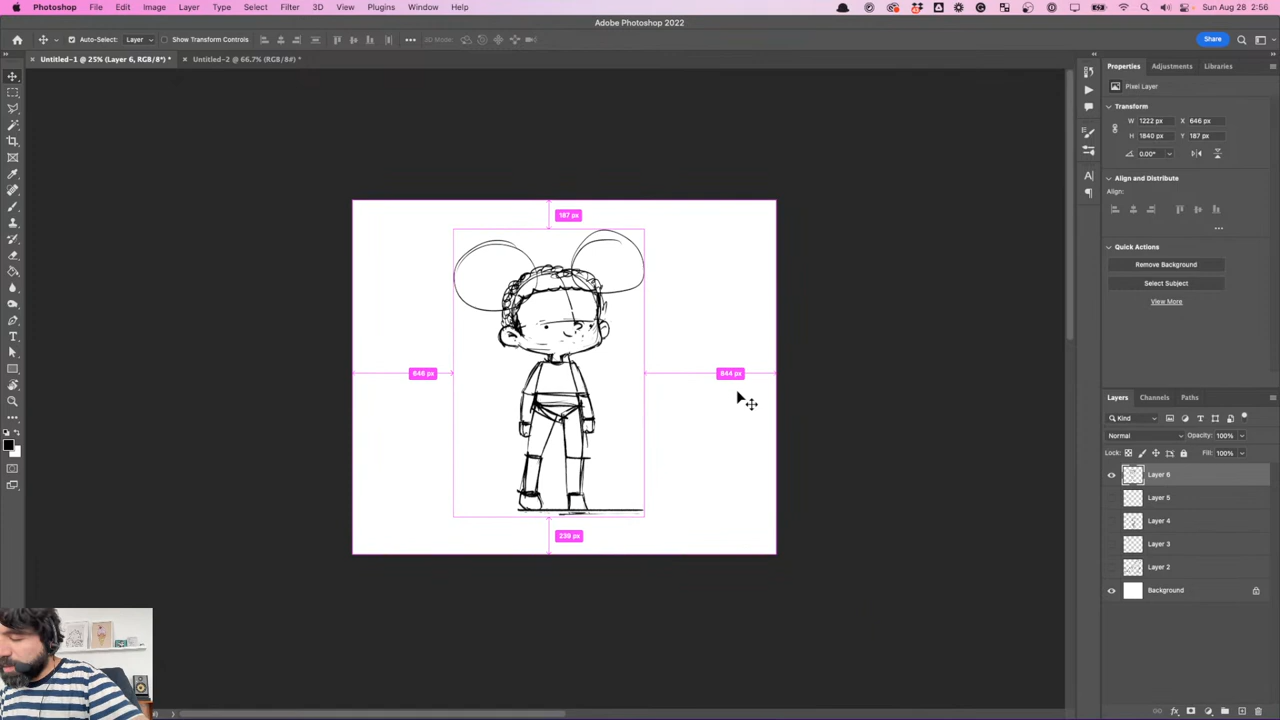 Photoshop File Edit Image Layer Type Select Filter 3D View Plugins Window Help Sun Aug 28 2:56
Adobe Photoshop 2022
Auto-Select: Layer Show Transform Controls 3D Mode: Share
Untitled-1 @ 25% (Layer 6, RGB/8*) * Untitled-2 @ 66.7% (RGB/8#) *
Properties Adjustments Libraries
Pixel Layer
Transform
W 1222 px X 646 px
H 1840 px Y 187 px
0.00°
Align and Distribute
Align:
Quick Actions
Remove Background
Select Subject
View More
187 px
646 px
844 px
239 px
Layers Channels Paths
Kind
Normal Opacity: 100%
Lock: Fill: 100%
Layer 6
Layer 5
Layer 4
Layer 3
Layer 2
Background